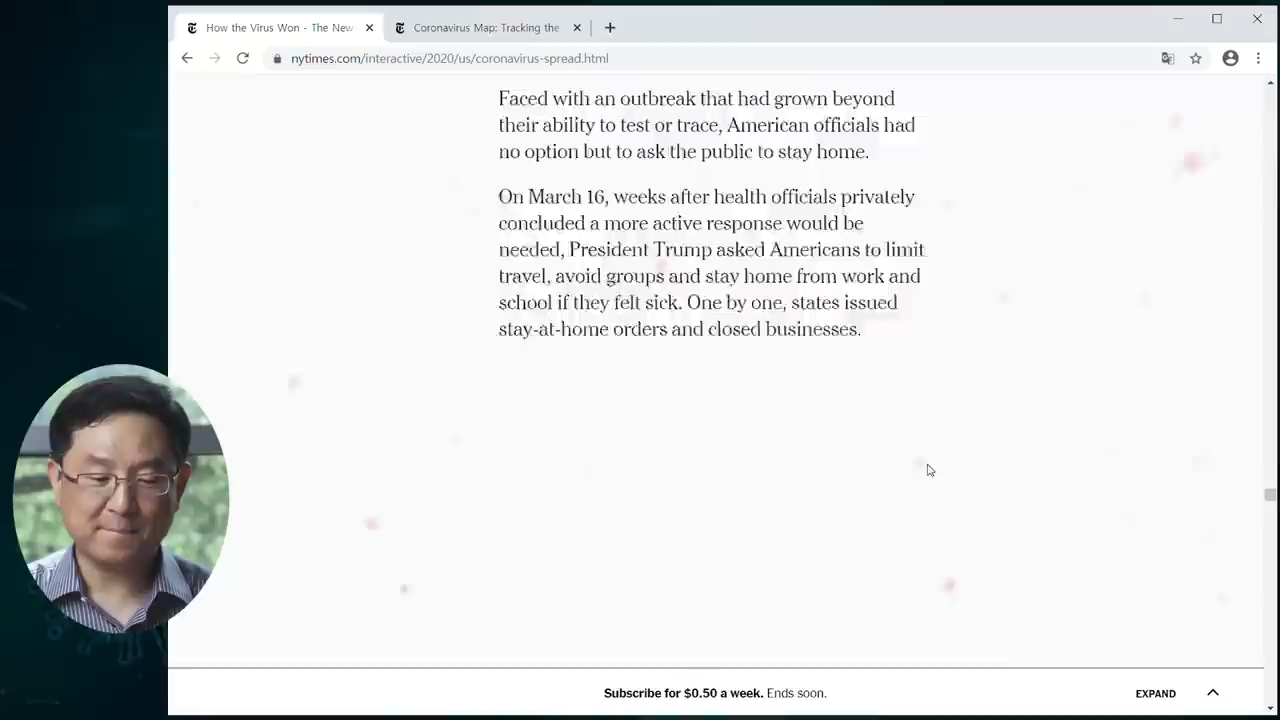 How the Virus Won - The New
Coronavirus Map: Tracking the
nytimes.com/interactive/2020/us/coronavirus-spread.html
Faced with an outbreak that had grown beyond
their ability to test or trace, American officials had
no option but to ask the public to stay home.
On March 16, weeks after health officials privately
concluded a more active response would be
needed, President Trump asked Americans to limit
travel, avoid groups and stay home from work and
school if they felt sick. One by one, states issued
stay-at-home orders and closed businesses.
Subscribe for $0.50 a week. Ends soon.
EXPAND